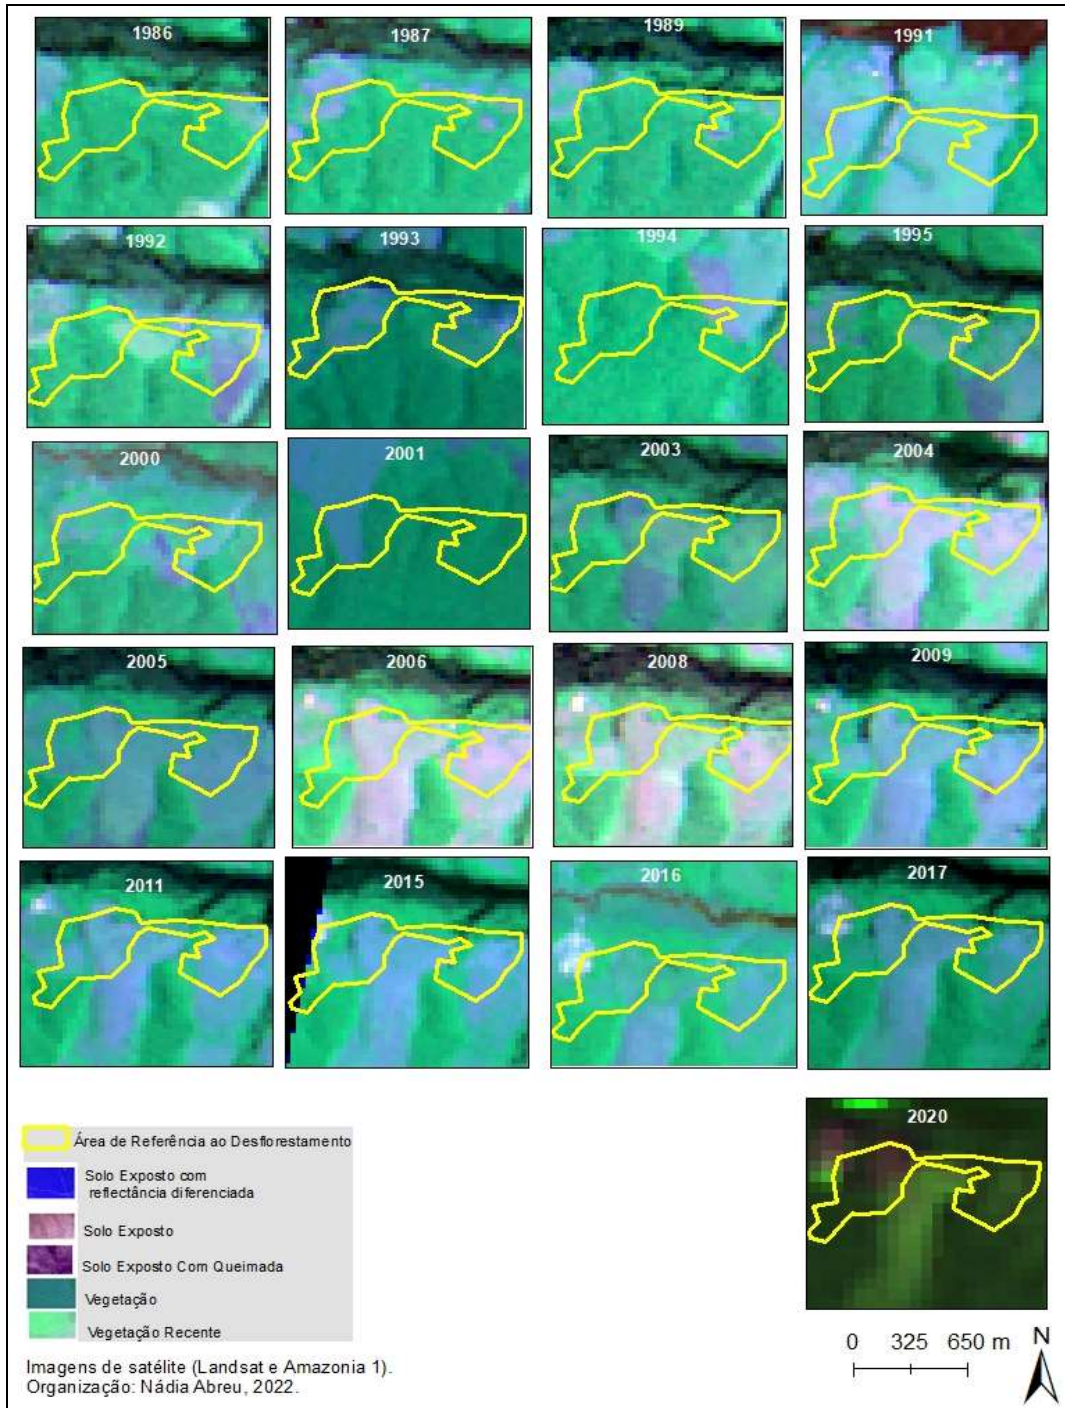 1986
1987
1989
1991
1992
1993
1994
1995
2000
2001
2003
2004
2005
2006
2008
2009
2011
2015
2016
2017
2020
Área de Referência ao Desflorestamento
Solo Exposto com
reflectância diferenciada
Solo Exposto
Solo Exposto Com Queimada
Vegetação
Vegetação Recente
0 325 650 m
N
Imagens de satélite (Landsat e Amazonia 1).
Organização: Nádia Abreu, 2022.